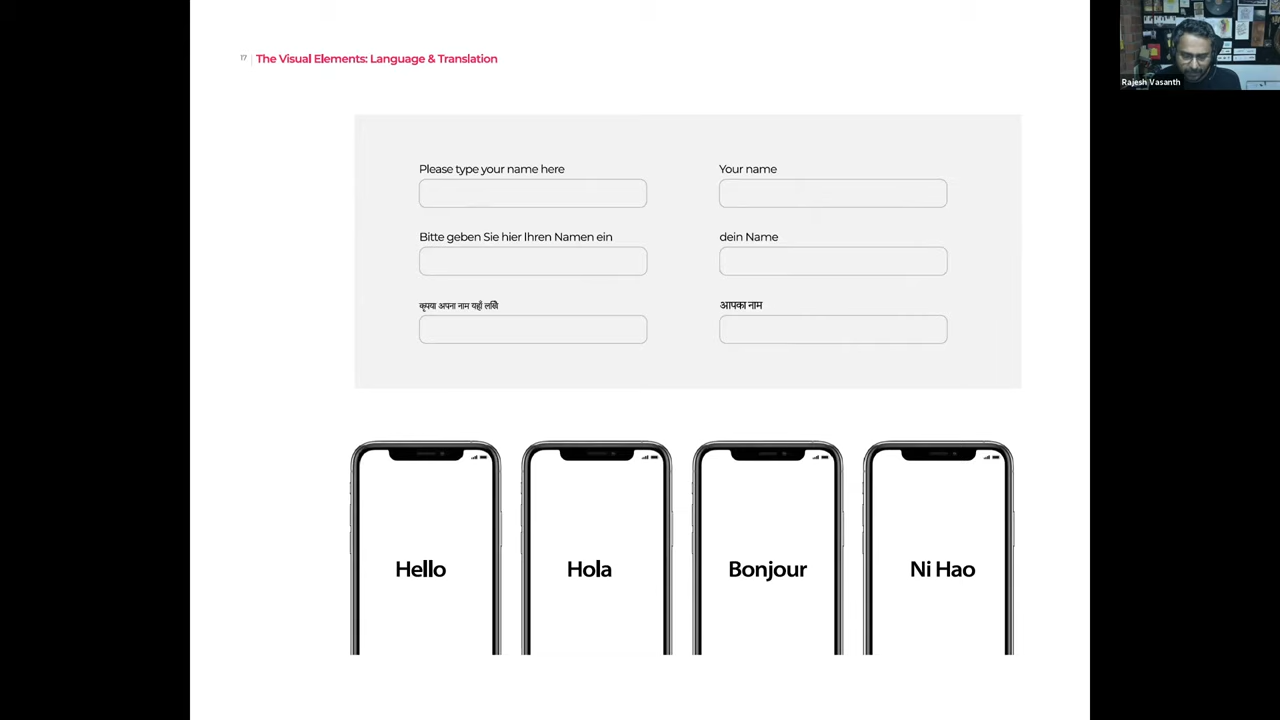 17 The Visual Elements: Language & Translation
Rajesh Vasanth
Please type your name here
Your name
Bitte geben Sie hier Ihren Namen ein
dein Name
कृपया अपना नाम यहाँ
आपका नाम
Hello
Hola
Bonjour
Ni Hao